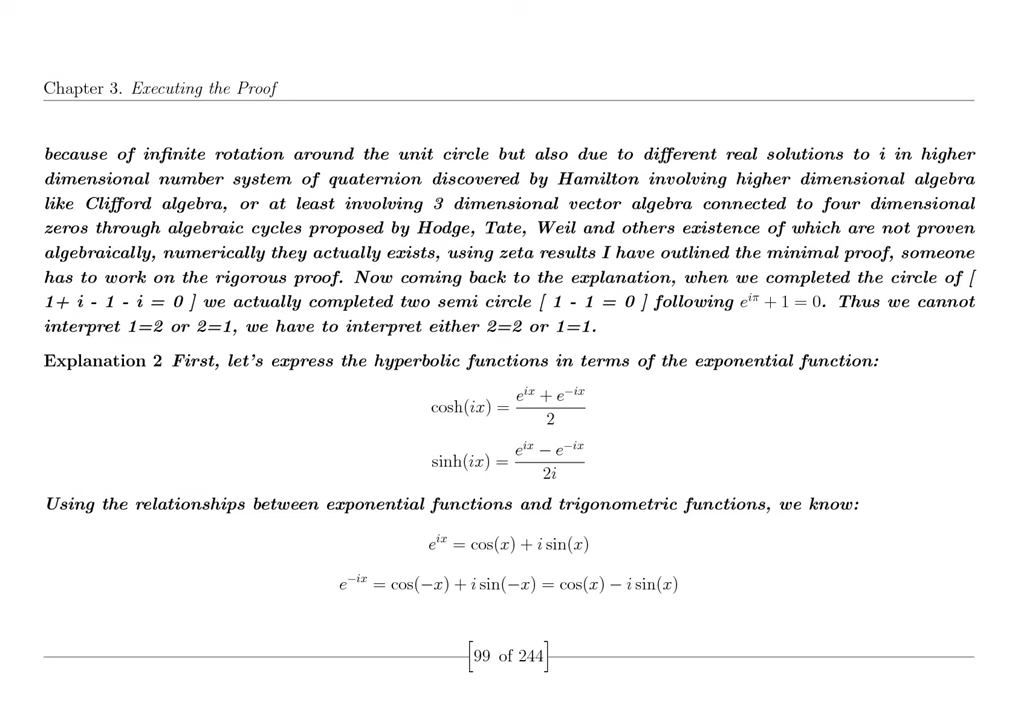 Chapter 3. Executing the Proof
because of infinite rotation around the unit circle but also due to different real solutions to i in higher
dimensional number system of quaternion discovered by Hamilton involving higher dimensional algebra
like Clifford algebra, or at least involving 3 dimensional vector algebra connected to four dimensional
zeros through algebraic cycles proposed by Hodge, Tate, Weil and others existence of which are not proven
algebraically, numerically they actually exists, using zeta results I have outlined the minimal proof, someone
has to work on the rigorous proof. Now coming back to the explanation, when we completed the circle of [
1+ i - 1 - i = 0 ] we actually completed two semi circle [ 1 - 1 = 0 ] following e^{iπ} + 1 = 0. Thus we cannot
interpret 1=2 or 2=1, we have to interpret either 2=2 or 1=1.
Explanation 2 First, let's express the hyperbolic functions in terms of the exponential function:
cosh(ix) = \frac{e^{ix} + e^{-ix}}{2}
sinh(ix) = \frac{e^{ix} − e^{-ix}}{2i}
Using the relationships between exponential functions and trigonometric functions, we know:
e^{ix} = cos(x) + i sin(x)
e^{-ix} = cos(−x) + i sin(−x) = cos(x) − i sin(x)
[99 of 244]